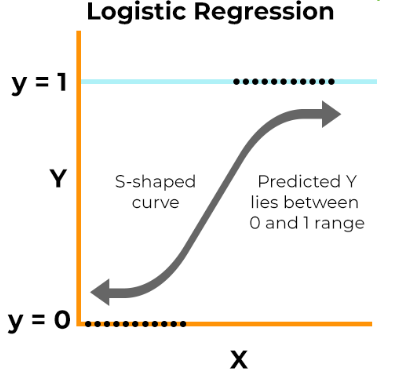 Logistic Regression
y = 1
Y
S-shaped
curve
Predicted Y
lies between
0 and 1 range
y = 0
X